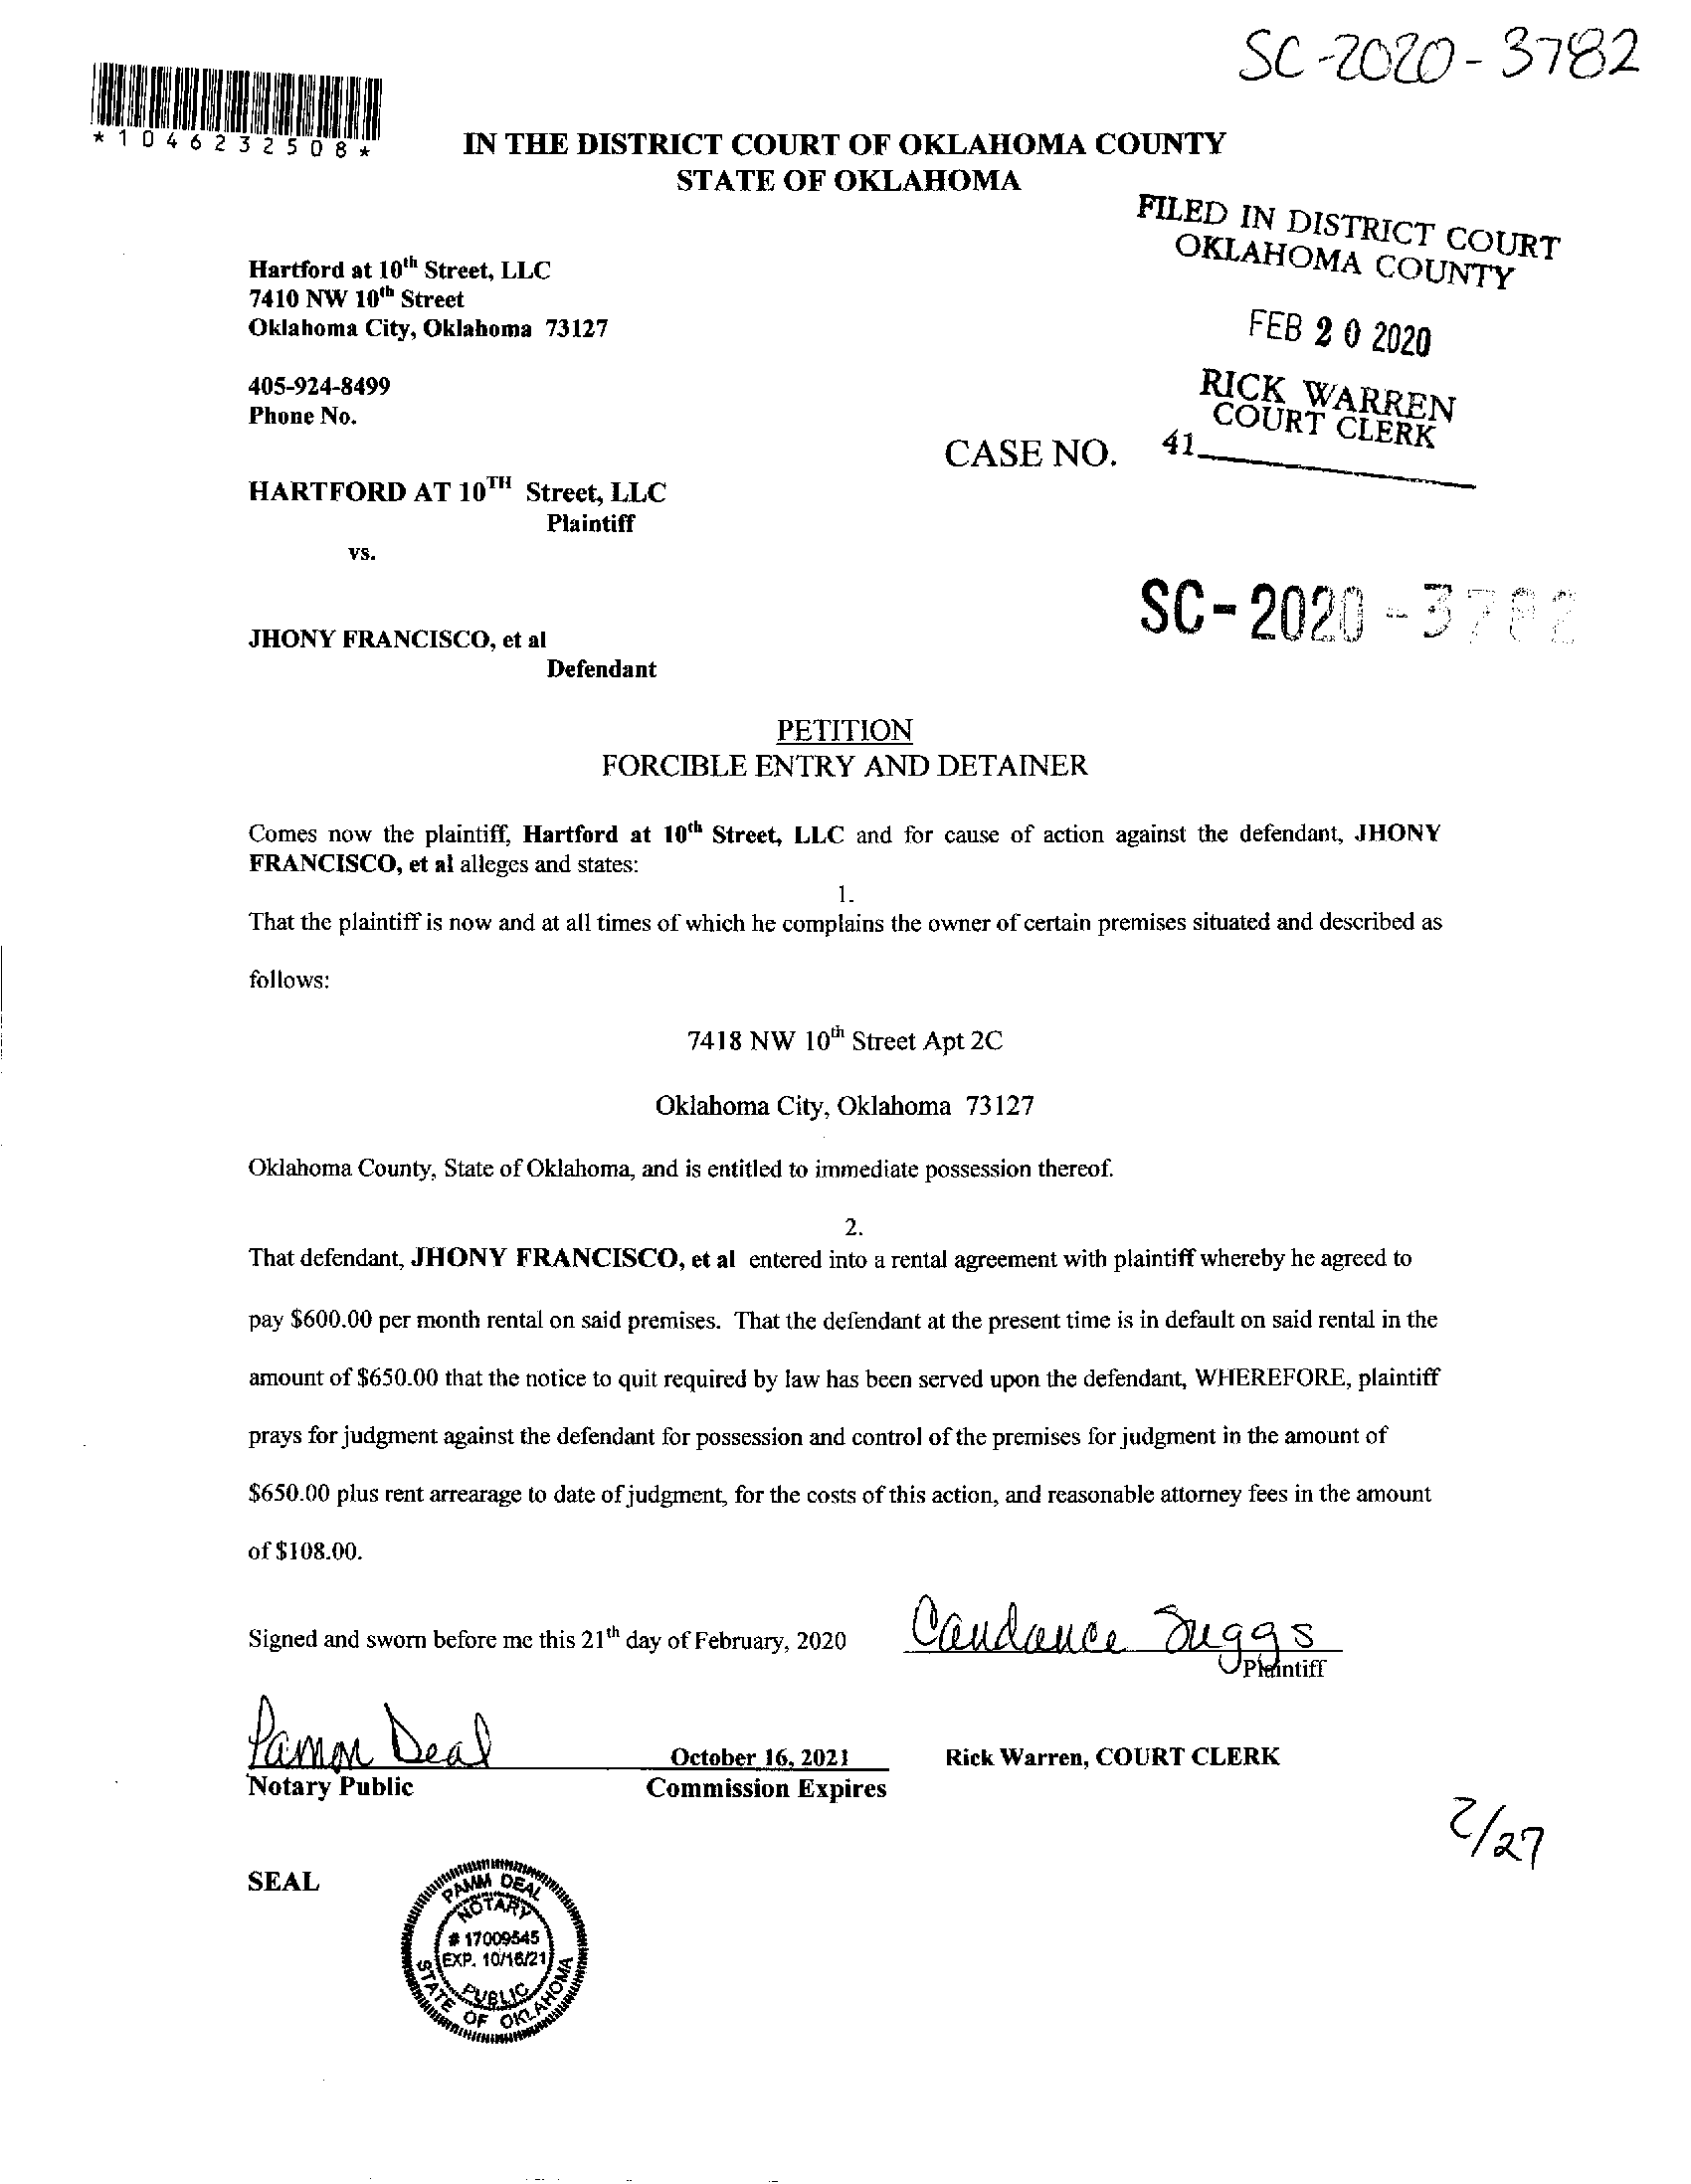 SC-2020-3782
*1046232508*
IN THE DISTRICT COURT OF OKLAHOMA COUNTY
STATE OF OKLAHOMA
FILED IN DISTRICT COURT
OKLAHOMA COUNTY
Hartford at 10th Street, LLC
7410 NW 10th Street
Oklahoma City, Oklahoma 73127
FEB 20 2020
405-924-8499
Phone No.
RICK WARREN
COURT CLERK
CASE NO. 41
HARTFORD AT 10TH Street, LLC
Plaintiff
vs.
SC-2020-3782
JHONY FRANCISCO, et al
Defendant
PETITION
FORCIBLE ENTRY AND DETAINER
Comes now the plaintiff, Hartford at 10th Street, LLC and for cause of action against the defendant, JHONY
FRANCISCO, et al alleges and states:
1.
That the plaintiff is now and at all times of which he complains the owner of certain premises situated and described as
follows:
7418 NW 10th Street Apt 2C
Oklahoma City, Oklahoma 73127
Oklahoma County, State of Oklahoma, and is entitled to immediate possession thereof.
2.
That defendant, JHONY FRANCISCO, et al entered into a rental agreement with plaintiff whereby he agreed to
pay $600.00 per month rental on said premises. That the defendant at the present time is in default on said rental in the
amount of $650.00 that the notice to quit required by law has been served upon the defendant, WHEREFORE, plaintiff
prays for judgment against the defendant for possession and control of the premises for judgment in the amount of
$650.00 plus rent arrearage to date of judgment, for the costs of this action, and reasonable attorney fees in the amount
of $108.00.
Signed and sworn before me this 21th day of February, 2020
Candance Suggs
Plaintiff
Pamm Deal
October 16, 2021
Rick Warren, COURT CLERK
Notary Public
Commission Expires
2/27
SEAL
PAMM DEAL
NOTARY
# 17009545
EXP. 10/16/21
PUBLIC
STATE OF OKLAHOMA